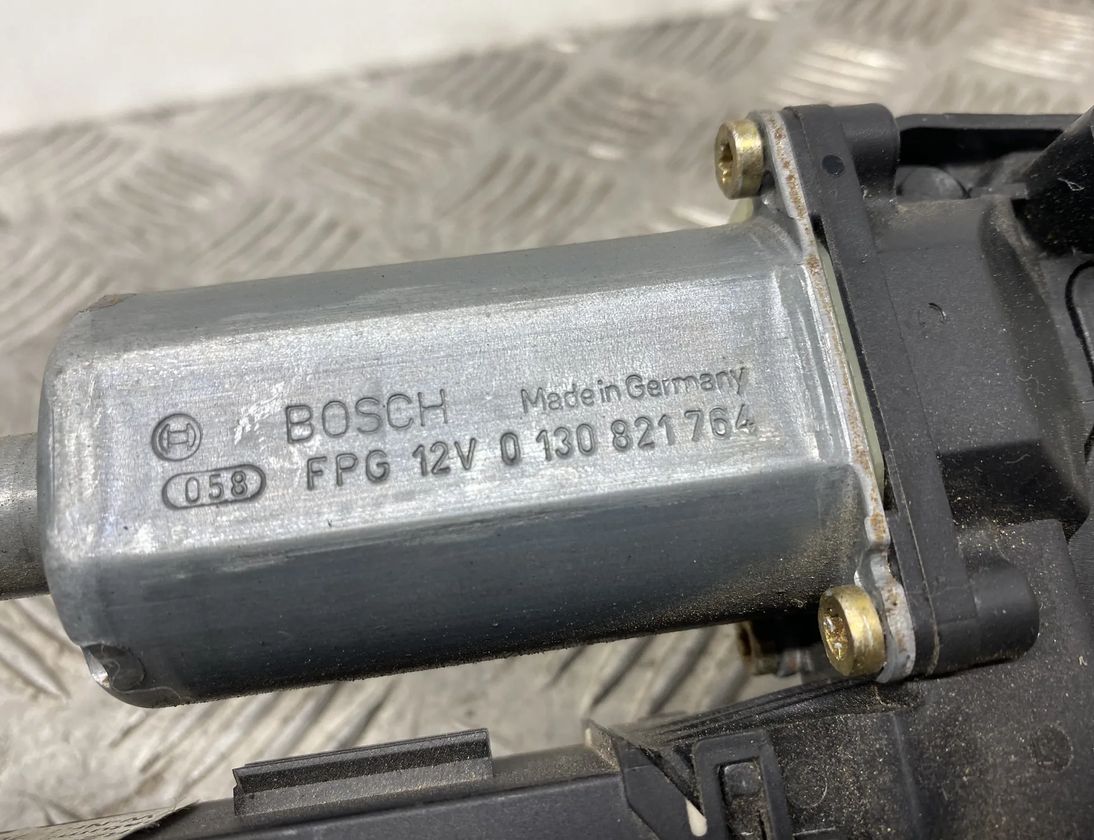 BOSCH Made in Germany
058 FPG 12V 0 130 821 764